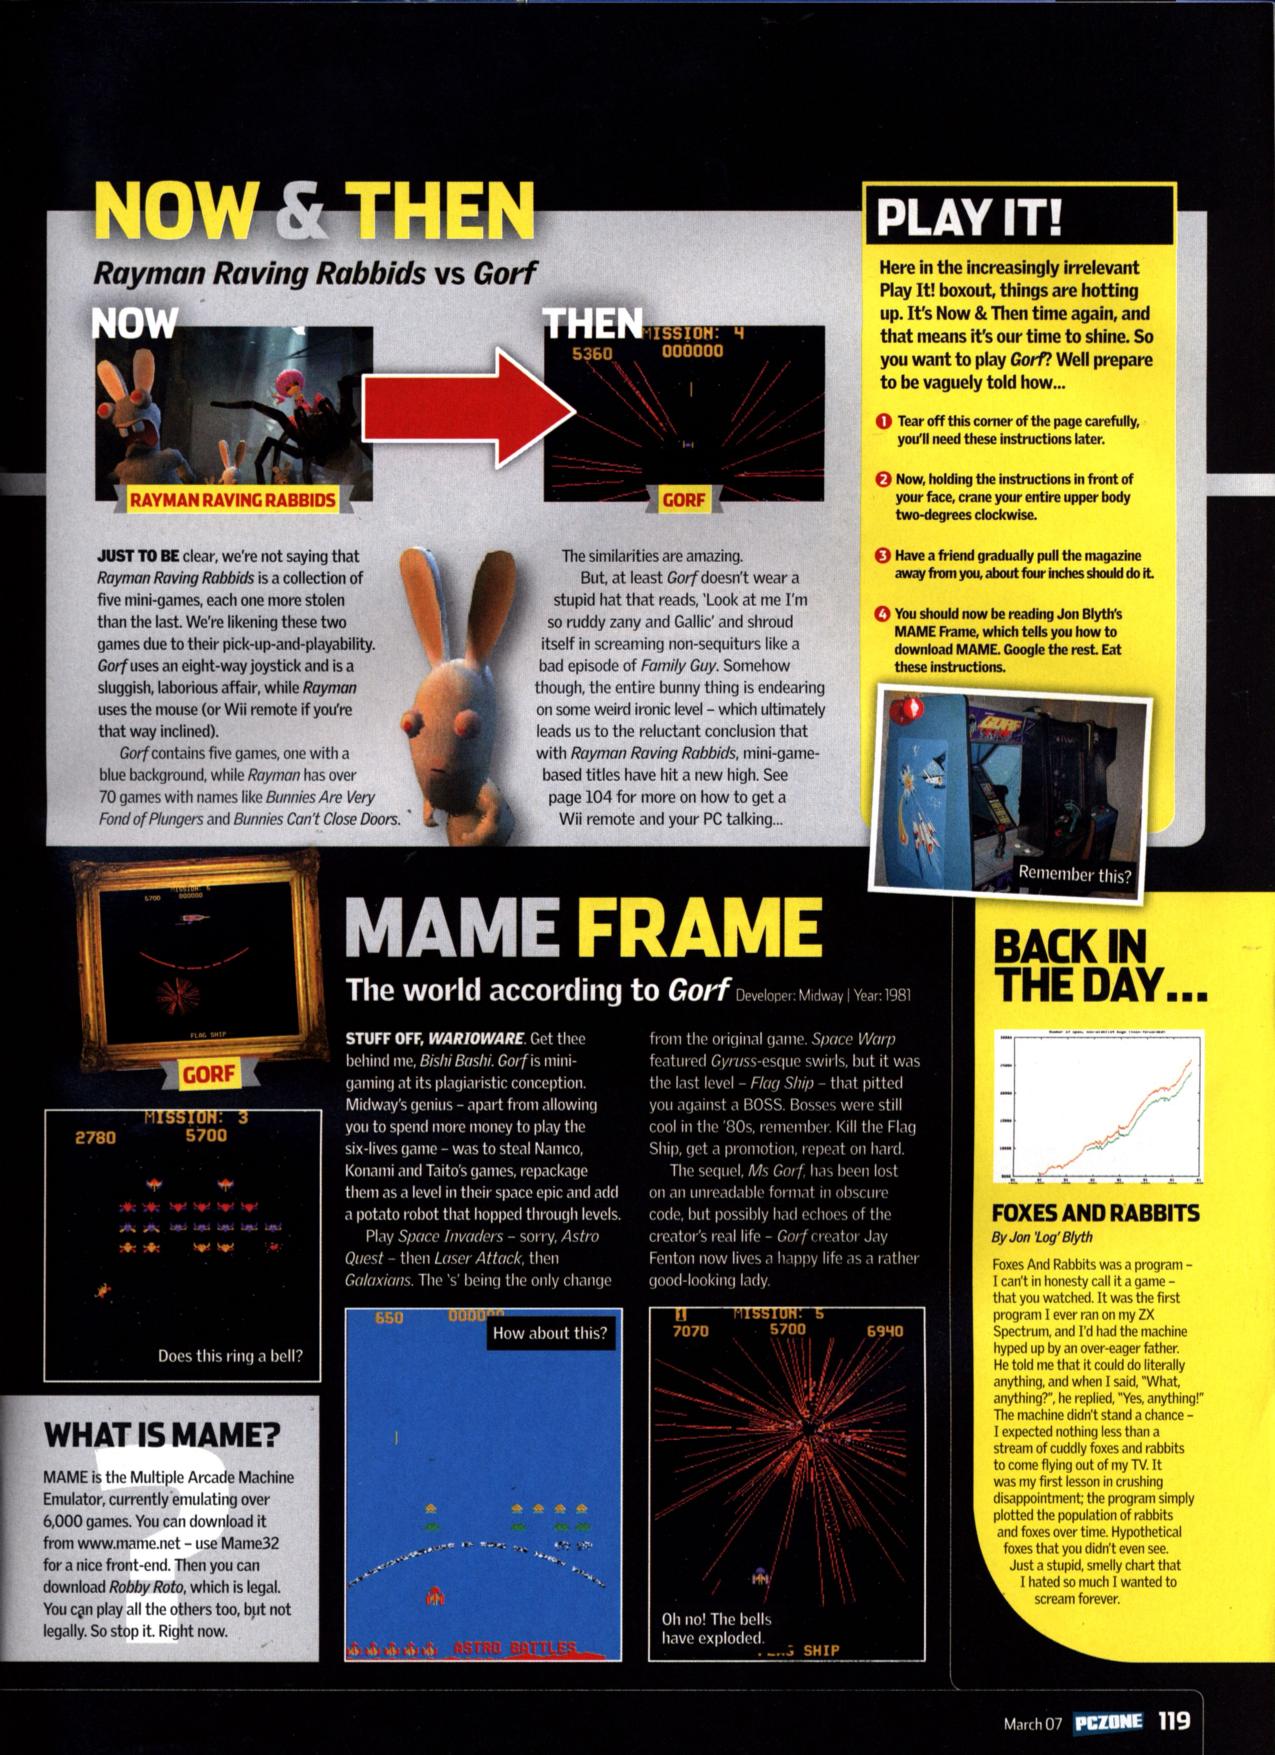 NOW & THEN
Rayman Raving Rabbids vs Gorf
NOW
RAYMAN RAVING RABBIDS
THEN
MISSION: 4
5360 000000
GORF
JUST TO BE clear, we're not saying that
Rayman Raving Rabbids is a collection of
five mini-games, each one more stolen
than the last. We're likening these two
games due to their pick-up-and-playability.
Gorf uses an eight-way joystick and is a
sluggish, laborious affair, while Rayman
uses the mouse (or Wii remote if you're
that way inclined).
Gorf contains five games, one with a
blue background, while Rayman has over
70 games with names like Bunnies Are Very
Fond of Plungers and Bunnies Can't Close Doors.
The similarities are amazing.
But, at least Gorf doesn't wear a
stupid hat that reads, 'Look at me I'm
so ruddy zany and Gallic' and shroud
itself in screaming non-sequiturs like a
bad episode of Family Guy. Somehow
though, the entire bunny thing is endearing
on some weird ironic level – which ultimately
leads us to the reluctant conclusion that
with Rayman Raving Rabbids, mini-game-
based titles have hit a new high. See
page 104 for more on how to get a
Wii remote and your PC talking...
PLAY IT!
Here in the increasingly irrelevant
Play It! boxout, things are hotting
up. It's Now & Then time again, and
that means it's our time to shine. So
you want to play Gorf? Well prepare
to be vaguely told how...
1 Tear off this corner of the page carefully,
you'll need these instructions later.
2 Now, holding the instructions in front of
your face, crane your entire upper body
two-degrees clockwise.
3 Have a friend gradually pull the magazine
away from you, about four inches should do it.
4 You should now be reading Jon Blyth's
MAME Frame, which tells you how to
download MAME. Google the rest. Eat
these instructions.
GORF
Remember this?
5700 000000
FLAG SHIP
GORF
MISSION: 3
2780 5700
Does this ring a bell?
MAME FRAME
The world according to Gorf Developer: Midway | Year: 1981
STUFF OFF, WARIOWARE. Get thee
behind me, Bishi Bashi. Gorf is mini-
gaming at its plagiaristic conception.
Midway's genius – apart from allowing
you to spend more money to play the
six-lives game – was to steal Namco,
Konami and Taito's games, repackage
them as a level in their space epic and add
a potato robot that hopped through levels.
Play Space Invaders – sorry, Astro
Quest – then Laser Attack, then
Galaxians. The 's' being the only change
from the original game. Space Warp
featured Gyruss-esque swirls, but it was
the last level – Flag Ship – that pitted
you against a BOSS. Bosses were still
cool in the '80s, remember. Kill the Flag
Ship, get a promotion, repeat on hard.
The sequel, Ms Gorf, has been lost
on an unreadable format in obscure
code, but possibly had echoes of the
creator's real life – Gorf creator Jay
Fenton now lives a happy life as a rather
good-looking lady.
650 000000
How about this?
ASTRO BATTLES
MISSION: 5
7070 5700 6940
Oh no! The bells
have exploded.
SHIP
WHAT IS MAME?
?
MAME is the Multiple Arcade Machine
Emulator, currently emulating over
6,000 games. You can download it
from www.mame.net – use Mame32
for a nice front-end. Then you can
download Robby Roto, which is legal.
You can play all the others too, but not
legally. So stop it. Right now.
BACK IN
THE DAY...
FOXES AND RABBITS
By Jon 'Log' Blyth
Foxes And Rabbits was a program –
I can't in honesty call it a game –
that you watched. It was the first
program I ever ran on my ZX
Spectrum, and I'd had the machine
hyped up by an over-eager father.
He told me that it could do literally
anything, and when I said, "What,
anything?", he replied, "Yes, anything!"
The machine didn't stand a chance –
I expected nothing less than a
stream of cuddly foxes and rabbits
to come flying out of my TV. It
was my first lesson in crushing
disappointment; the program simply
plotted the population of rabbits
and foxes over time. Hypothetical
foxes that you didn't even see.
Just a stupid, smelly chart that
I hated so much I wanted to
scream forever.
March 07 PCZONE 119